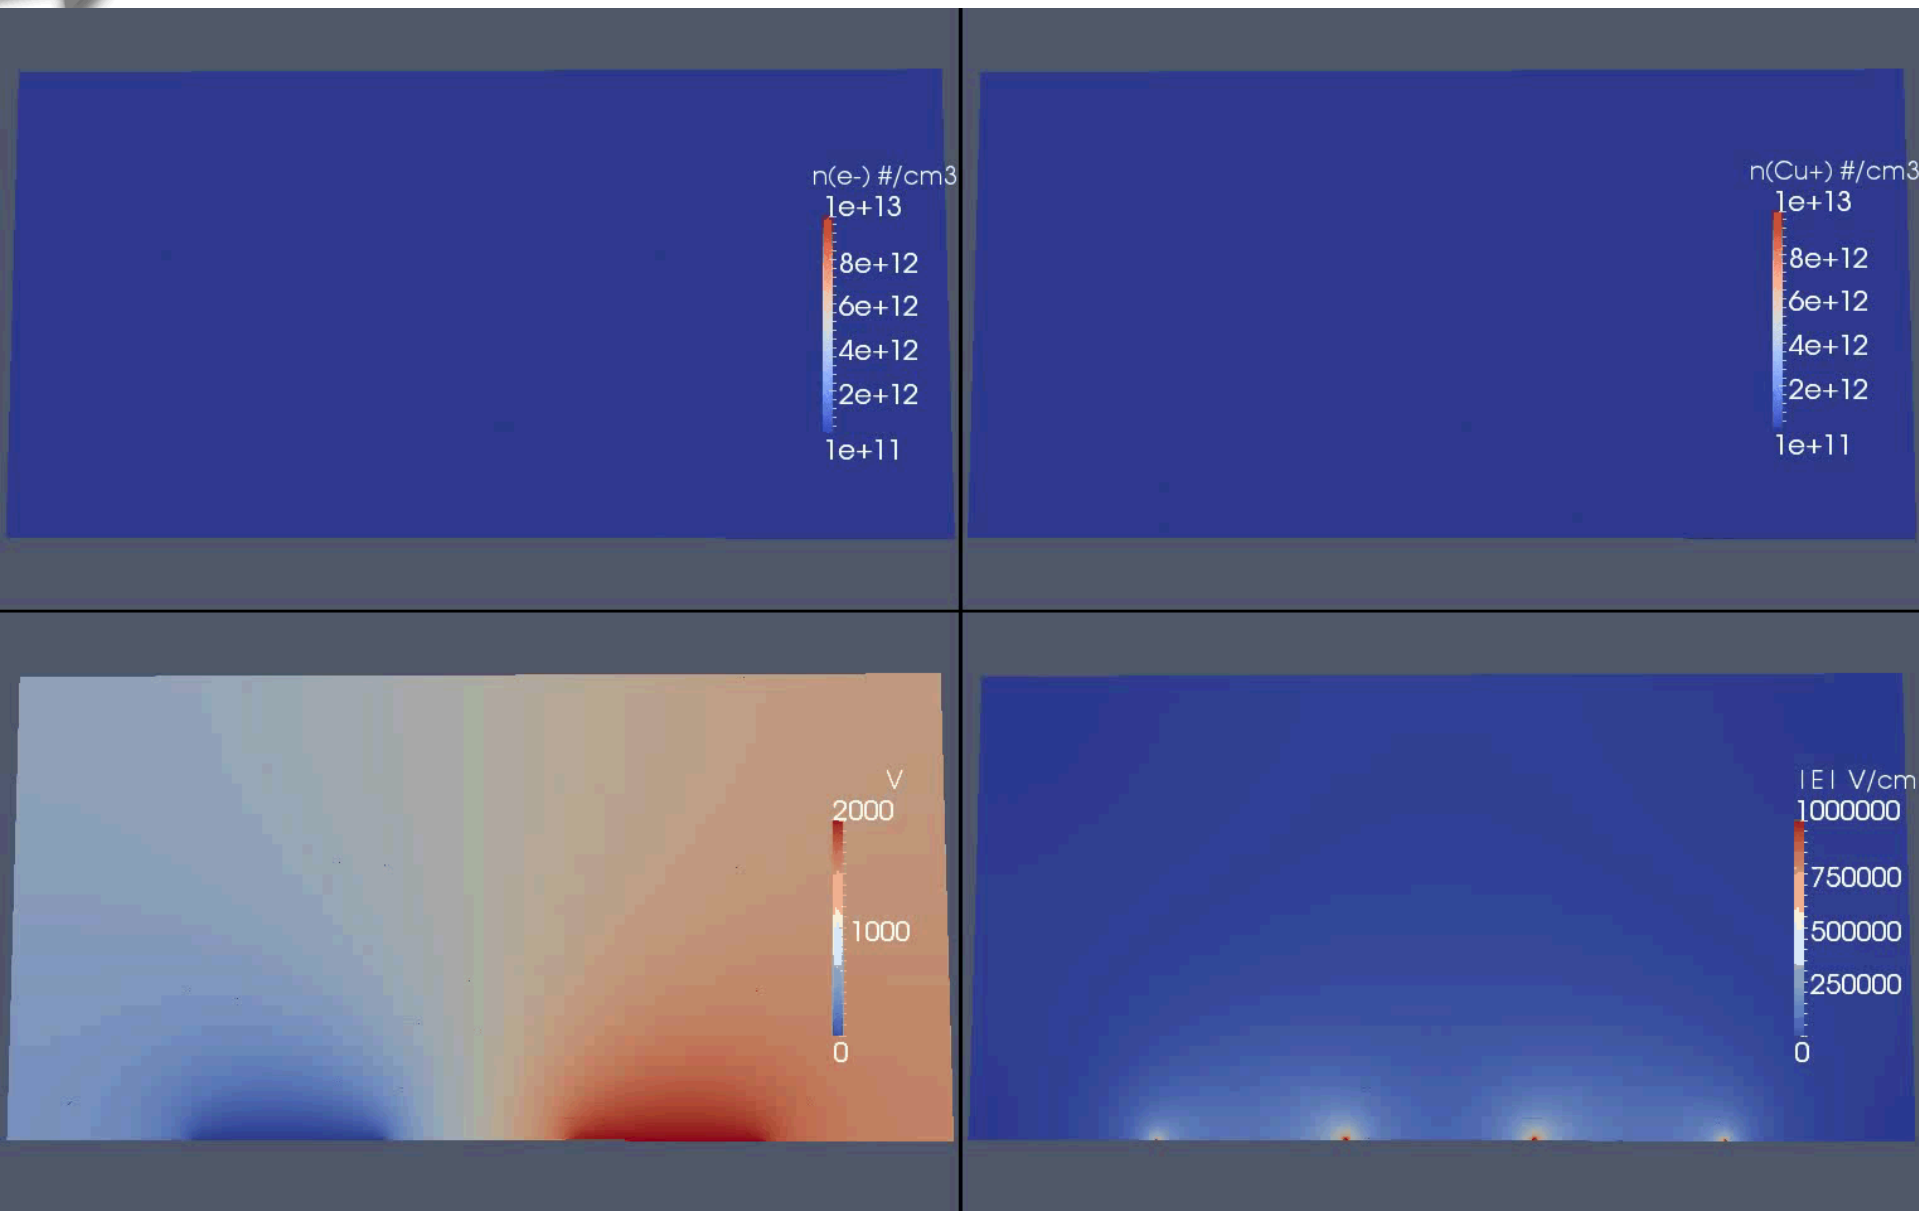 n(e-) #/cm3
1e+13
8e+12
6e+12
4e+12
2e+12
1e+11
n(Cu+) #/cm3
1e+13
8e+12
6e+12
4e+12
2e+12
1e+11
V
2000
1000
0
|E| V/cm
1000000
750000
500000
250000
0